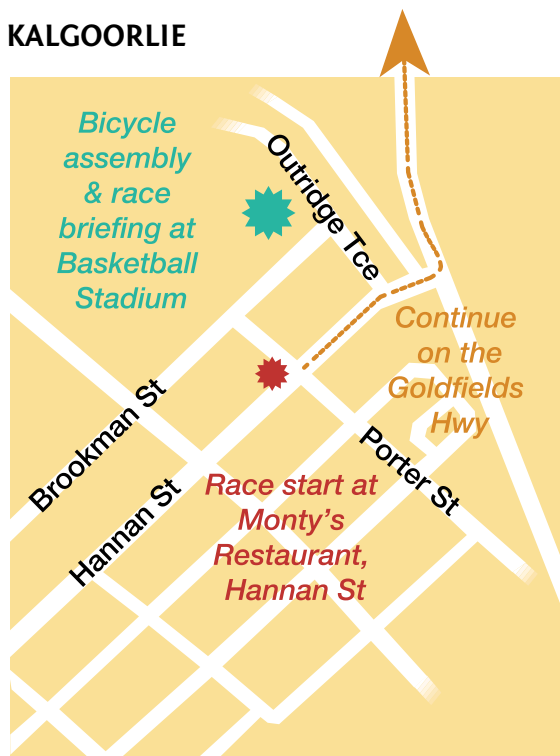 KALGOORLIE
Bicycle
assembly
& race
briefing at
Basketball
Stadium
Outridge Tce
Continue
on the
Goldfields
Hwy
Brookman St
Hannan St
Porter St
Race start at
Monty's
Restaurant,
Hannan St